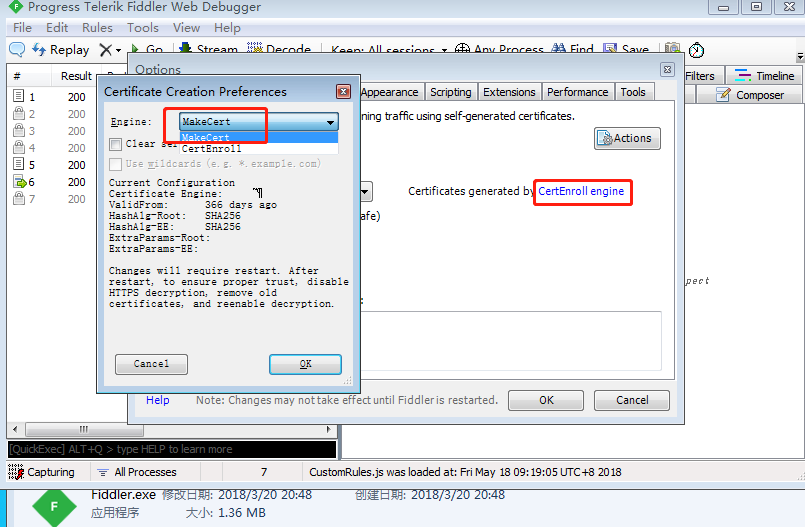 Progress Telerik Fiddler Web Debugger
File Edit Rules Tools View Help
Replay Go Stream Decode Keep: All sessions Any Process Find Save
# Result
1 200
2 200
3 200
4 200
5 200
6 200
7 200
Filters Timeline
Composer
Options
Appearance Scripting Extensions Performance Tools
ning traffic using self-generated certificates.
Actions
Certificates generated by CertEnroll engine
afe)
pect
Certificate Creation Preferences
Engine: MakeCert
MakeCert
CertEnroll
Clear se
Use wildcards (e.g. *.example.com)
Current Configuration
Certificate Engine:
ValidFrom: 366 days ago
HashAlg-Root: SHA256
HashAlg-EE: SHA256
ExtraParams-Root:
ExtraParams-EE:
Changes will require restart. After
restart, to ensure proper trust, disable
HTTPS decryption, remove old
certificates, and reenable decryption.
Cancel OK
Help Note: Changes may not take effect until Fiddler is restarted. OK Cancel
[QuickExec] ALT+Q > type HELP to learn more
Capturing All Processes 7 CustomRules.js was loaded at: Fri May 18 09:19:05 UTC+8 2018
Fiddler.exe 修改日期: 2018/3/20 20:48 创建日期: 2018/3/20 20:48
应用程序 大小: 1.36 MB